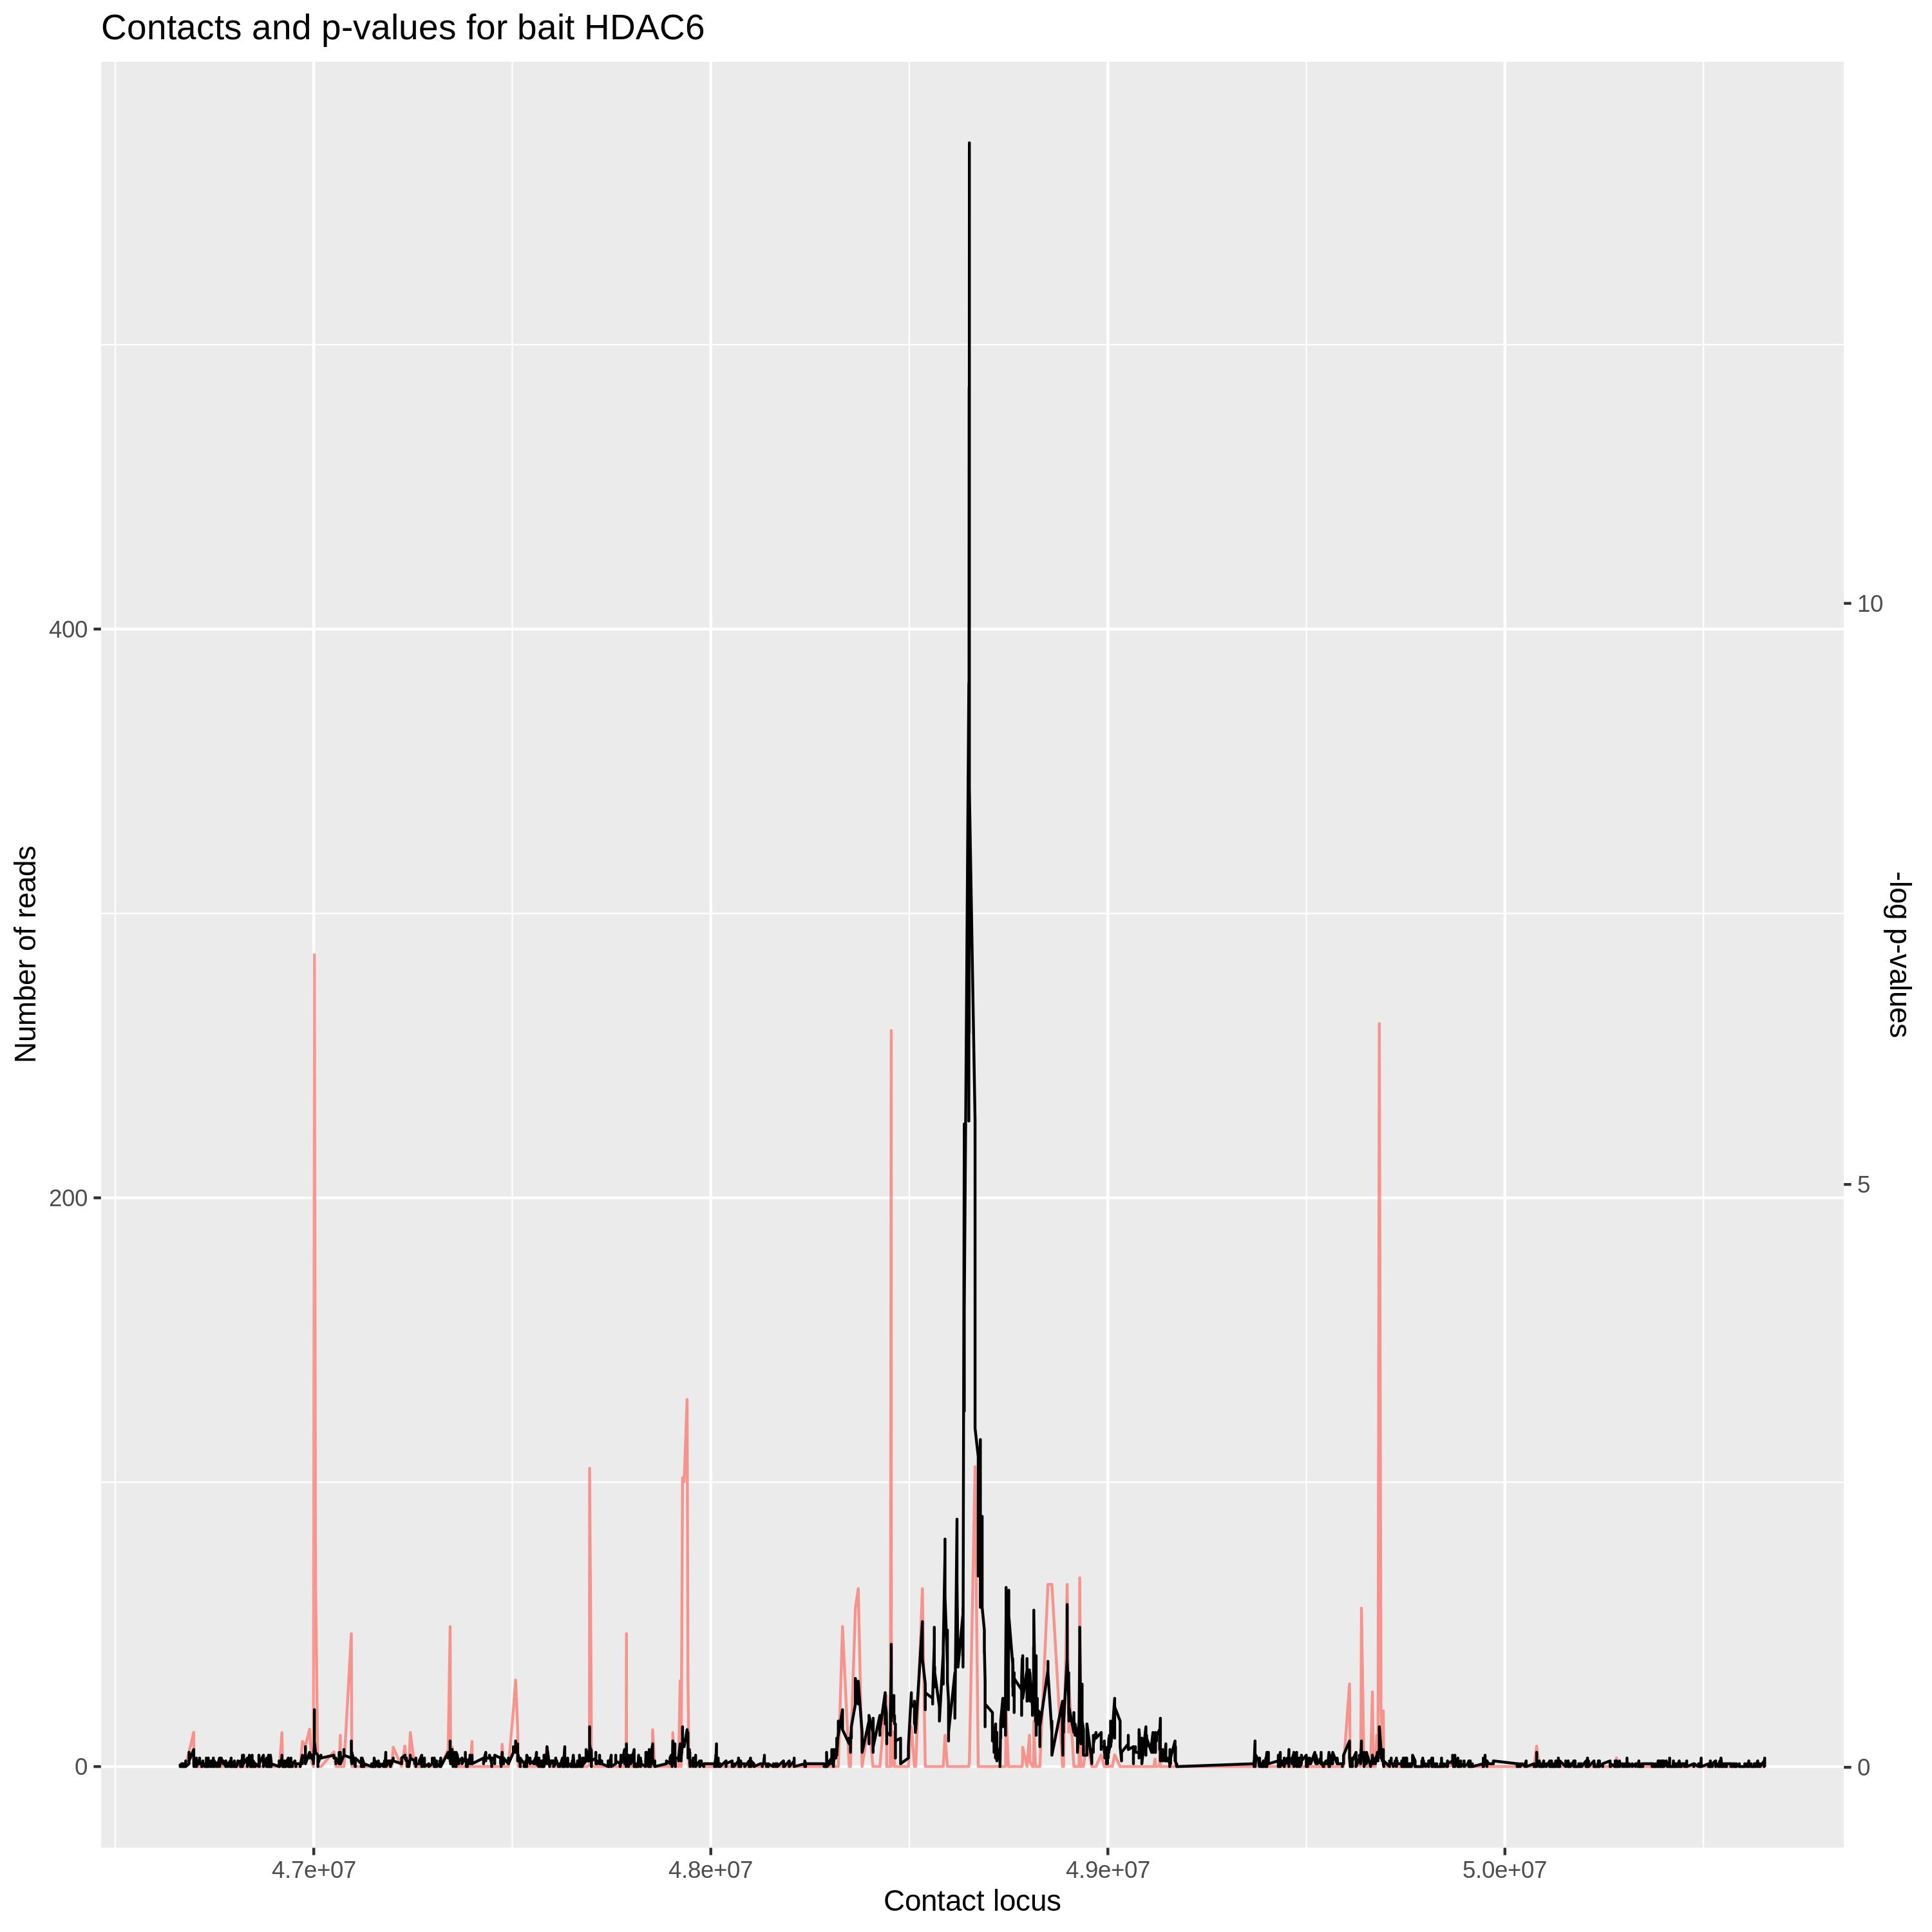 Contacts and p-values for bait HDAC6
Number of reads
400
200
0
10
5
0
-log p-values
4.7e+07
4.8e+07
4.9e+07
5.0e+07
Contact locus